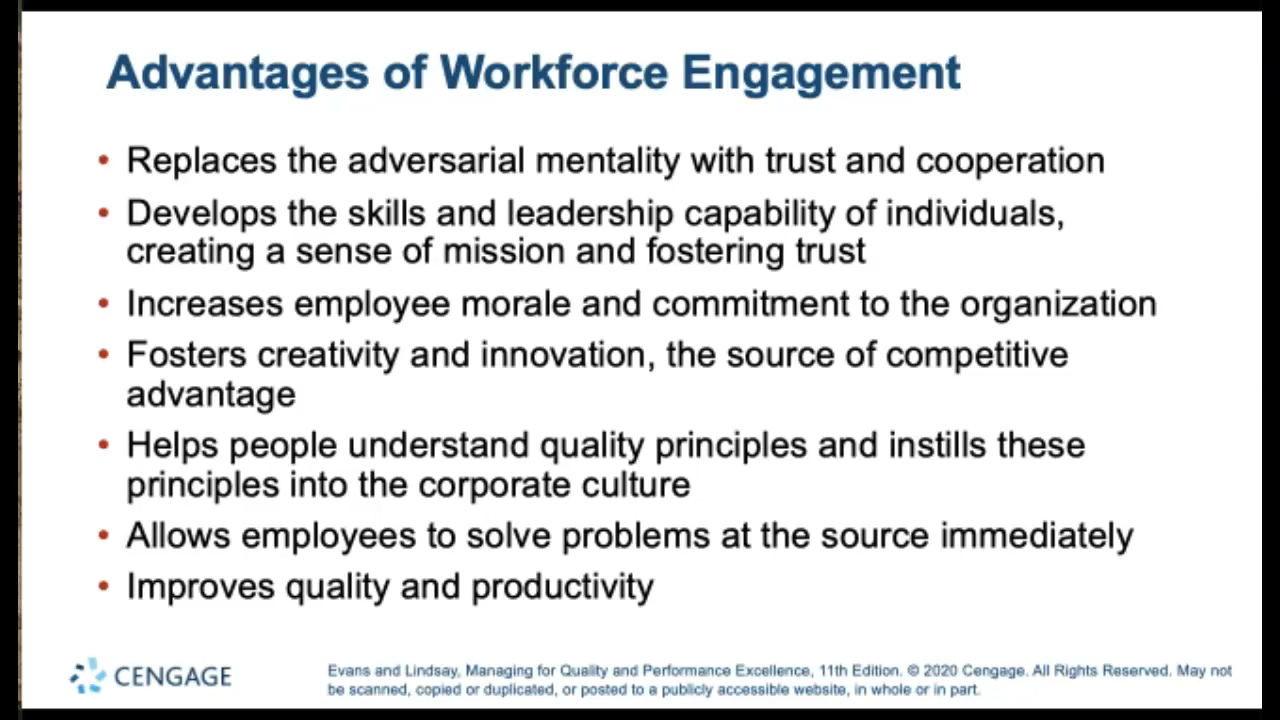 Advantages of Workforce Engagement
• Replaces the adversarial mentality with trust and cooperation
• Develops the skills and leadership capability of individuals,
creating a sense of mission and fostering trust
• Increases employee morale and commitment to the organization
• Fosters creativity and innovation, the source of competitive
advantage
• Helps people understand quality principles and instills these
principles into the corporate culture
• Allows employees to solve problems at the source immediately
• Improves quality and productivity
CENGAGE
Evans and Lindsay, Managing for Quality and Performance Excellence, 11th Edition. © 2020 Cengage. All Rights Reserved. May not
be scanned, copied or duplicated, or posted to a publicly accessible website, in whole or in part.